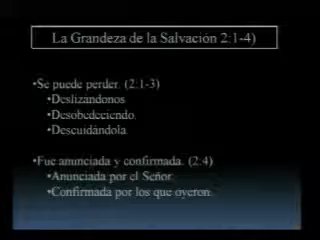 La Grandeza de la Salvación 2:1-4)
•Se puede perder. (2:1-3)
•Deslizándonos.
•Desobedeciendo.
•Descuidándola.
•Fue anunciada y confirmada. (2:4)
•Anunciada por el Señor.
•Confirmada por los que oyeron.